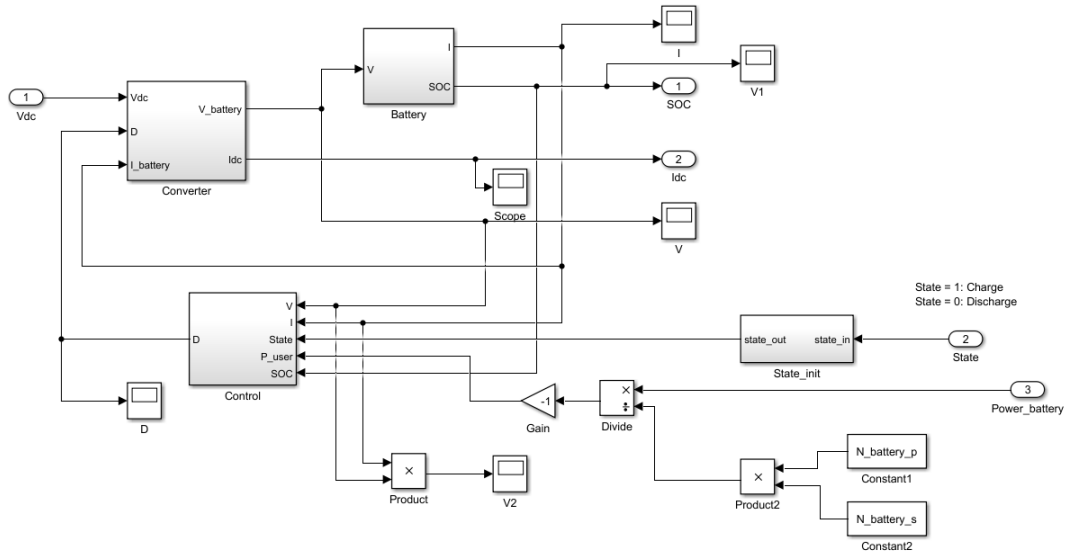 I
V
I
SOC
Battery
1
SOC
V1
1
Vdc
Vdc
D
I_battery
V_battery
Idc
Converter
2
Idc
Scope
V
State = 1: Charge
State = 0: Discharge
D
V
I
State
P_user
SOC
Control
state_out
state_in
State_init
2
State
D
-1
Gain
×
÷
Divide
3
Power_battery
×
Product
V2
×
Product2
N_battery_p
Constant1
N_battery_s
Constant2